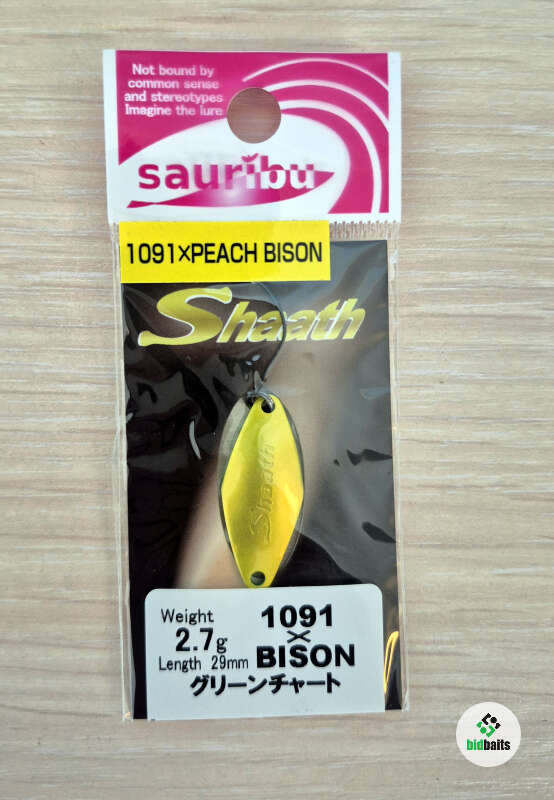 Not bound by
common sense
and stereotypes
Imagine the lure
sauribu
1091×PEACH BISON
Shaath
Shaath
Weight
2.7g
Length 29mm
1091
×
BISON
グリーンチャート
bidbaits